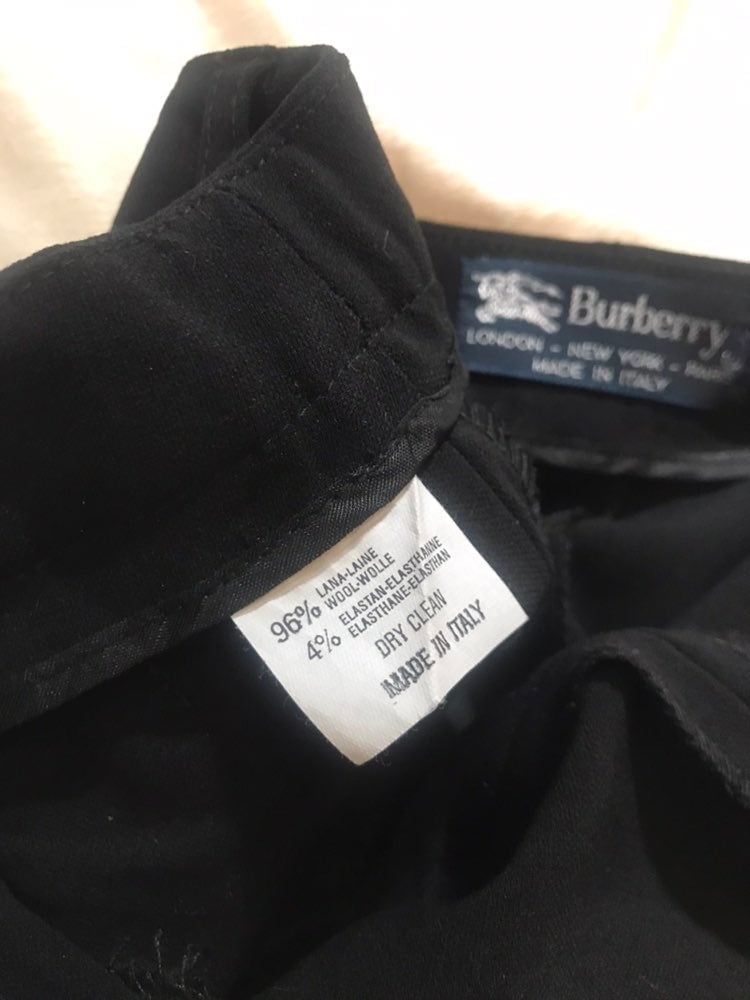 Burberrys
LONDON - NEW YORK - PARIS
MADE IN ITALY
96% LANA-LAINE
WOOL-WOLLE
4% ELASTAN-ELASTHANNE
ELASTHANE-ELASTHAN
DRY CLEAN
MADE IN ITALY